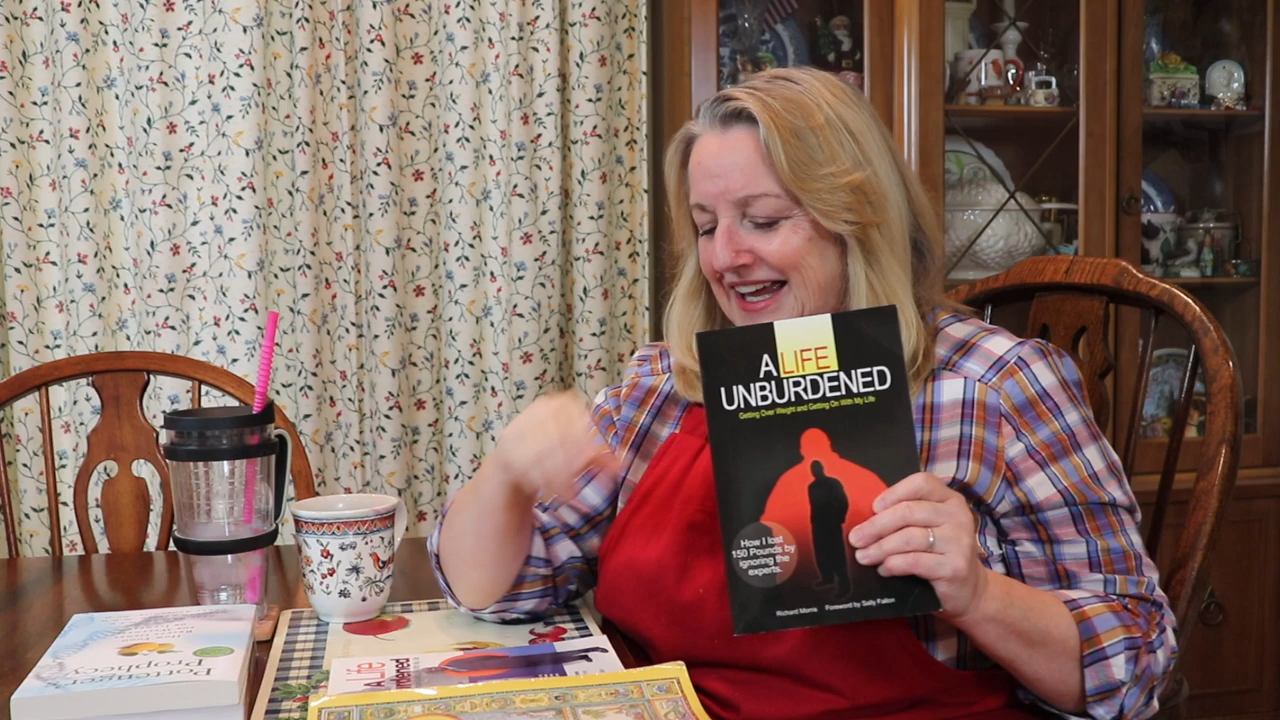 A LIFE
UNBURDENED
Getting Over Weight and Getting On With My Life
How I lost
150 Pounds by
ignoring the
experts.
Richard Morris Foreword by Sally Fallon
Pottenger
Prophecy
A Life